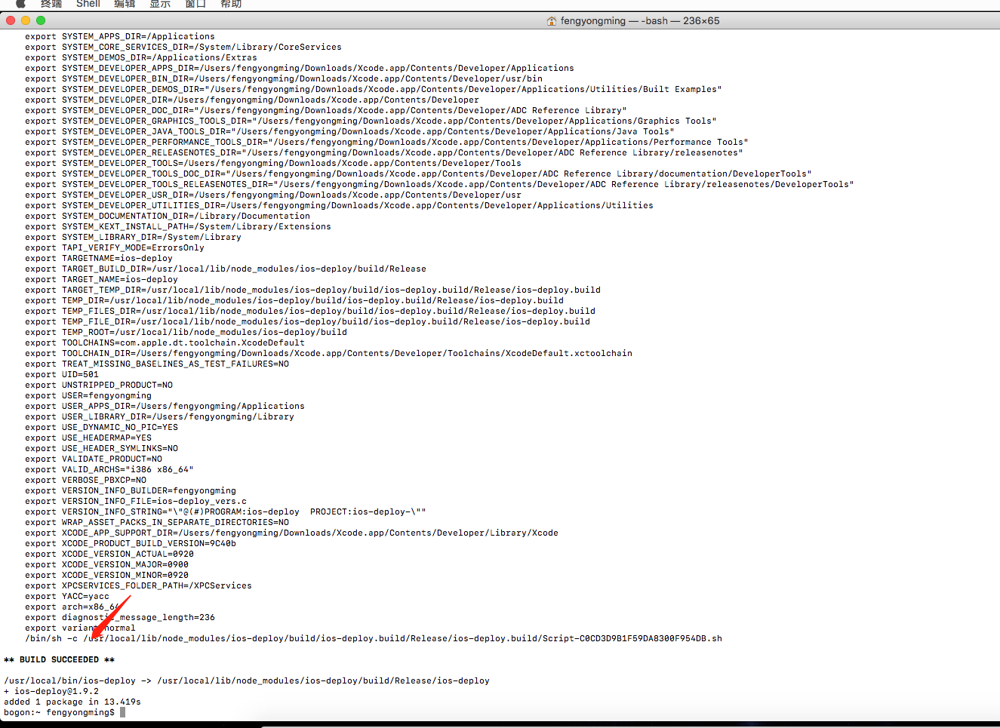 终端 Shell 编辑 显示 窗口 帮助
fengyongming — -bash — 236×65
export SYSTEM_APPS_DIR=/Applications
export SYSTEM_CORE_SERVICES_DIR=/System/Library/CoreServices
export SYSTEM_DEMOS_DIR=/Applications/Extras
export SYSTEM_DEVELOPER_APPS_DIR=/Users/fengyongming/Downloads/Xcode.app/Contents/Developer/Applications
export SYSTEM_DEVELOPER_BIN_DIR=/Users/fengyongming/Downloads/Xcode.app/Contents/Developer/usr/bin
export SYSTEM_DEVELOPER_DEMOS_DIR="/Users/fengyongming/Downloads/Xcode.app/Contents/Developer/Applications/Utilities/Built Examples"
export SYSTEM_DEVELOPER_DIR=/Users/fengyongming/Downloads/Xcode.app/Contents/Developer
export SYSTEM_DEVELOPER_DOC_DIR="/Users/fengyongming/Downloads/Xcode.app/Contents/Developer/ADC Reference Library"
export SYSTEM_DEVELOPER_GRAPHICS_TOOLS_DIR="/Users/fengyongming/Downloads/Xcode.app/Contents/Developer/Applications/Graphics Tools"
export SYSTEM_DEVELOPER_JAVA_TOOLS_DIR="/Users/fengyongming/Downloads/Xcode.app/Contents/Developer/Applications/Java Tools"
export SYSTEM_DEVELOPER_PERFORMANCE_TOOLS_DIR="/Users/fengyongming/Downloads/Xcode.app/Contents/Developer/Applications/Performance Tools"
export SYSTEM_DEVELOPER_RELEASENOTES_DIR="/Users/fengyongming/Downloads/Xcode.app/Contents/Developer/ADC Reference Library/releasenotes"
export SYSTEM_DEVELOPER_TOOLS=/Users/fengyongming/Downloads/Xcode.app/Contents/Developer/Tools
export SYSTEM_DEVELOPER_TOOLS_DOC_DIR="/Users/fengyongming/Downloads/Xcode.app/Contents/Developer/ADC Reference Library/documentation/DeveloperTools"
export SYSTEM_DEVELOPER_TOOLS_RELEASENOTES_DIR="/Users/fengyongming/Downloads/Xcode.app/Contents/Developer/ADC Reference Library/releasenotes/DeveloperTools"
export SYSTEM_DEVELOPER_USR_DIR=/Users/fengyongming/Downloads/Xcode.app/Contents/Developer/usr
export SYSTEM_DEVELOPER_UTILITIES_DIR=/Users/fengyongming/Downloads/Xcode.app/Contents/Developer/Applications/Utilities
export SYSTEM_DOCUMENTATION_DIR=/Library/Documentation
export SYSTEM_KEXT_INSTALL_PATH=/System/Library/Extensions
export SYSTEM_LIBRARY_DIR=/System/Library
export TAPI_VERIFY_MODE=ErrorsOnly
export TARGETNAME=ios-deploy
export TARGET_BUILD_DIR=/usr/local/lib/node_modules/ios-deploy/build/Release
export TARGET_NAME=ios-deploy
export TARGET_TEMP_DIR=/usr/local/lib/node_modules/ios-deploy/build/ios-deploy.build/Release/ios-deploy.build
export TEMP_DIR=/usr/local/lib/node_modules/ios-deploy/build/ios-deploy.build/Release/ios-deploy.build
export TEMP_FILES_DIR=/usr/local/lib/node_modules/ios-deploy/build/ios-deploy.build/Release/ios-deploy.build
export TEMP_FILE_DIR=/usr/local/lib/node_modules/ios-deploy/build/ios-deploy.build/Release/ios-deploy.build
export TEMP_ROOT=/usr/local/lib/node_modules/ios-deploy/build
export TOOLCHAINS=com.apple.dt.toolchain.XcodeDefault
export TOOLCHAIN_DIR=/Users/fengyongming/Downloads/Xcode.app/Contents/Developer/Toolchains/XcodeDefault.xctoolchain
export TREAT_MISSING_BASELINES_AS_TEST_FAILURES=NO
export UID=501
export UNSTRIPPED_PRODUCT=NO
export USER=fengyongming
export USER_APPS_DIR=/Users/fengyongming/Applications
export USER_LIBRARY_DIR=/Users/fengyongming/Library
export USE_DYNAMIC_NO_PIC=YES
export USE_HEADERMAP=YES
export USE_HEADER_SYMLINKS=NO
export VALIDATE_PRODUCT=NO
export VALID_ARCHS="i386 x86_64"
export VERBOSE_PBXCP=NO
export VERSION_INFO_BUILDER=fengyongming
export VERSION_INFO_FILE=ios-deploy_vers.c
export VERSION_INFO_STRING="\"@(#)PROGRAM:ios-deploy  PROJECT:ios-deploy-\""
export WRAP_ASSET_PACKS_IN_SEPARATE_DIRECTORIES=NO
export XCODE_APP_SUPPORT_DIR=/Users/fengyongming/Downloads/Xcode.app/Contents/Developer/Library/Xcode
export XCODE_PRODUCT_BUILD_VERSION=9C40b
export XCODE_VERSION_ACTUAL=0920
export XCODE_VERSION_MAJOR=0900
export XCODE_VERSION_MINOR=0920
export XPCSERVICES_FOLDER_PATH=/XPCServices
export YACC=yacc
export arch=x86_64
export diagnostic_message_length=236
export variant=normal
/bin/sh -c /usr/local/lib/node_modules/ios-deploy/build/ios-deploy.build/Release/ios-deploy.build/Script-C0CD3D9B1F59DA8300F954DB.sh
** BUILD SUCCEEDED **
/usr/local/bin/ios-deploy -> /usr/local/lib/node_modules/ios-deploy/build/Release/ios-deploy
+ ios-deploy@1.9.2
added 1 package in 13.419s
bogon:~ fengyongming$